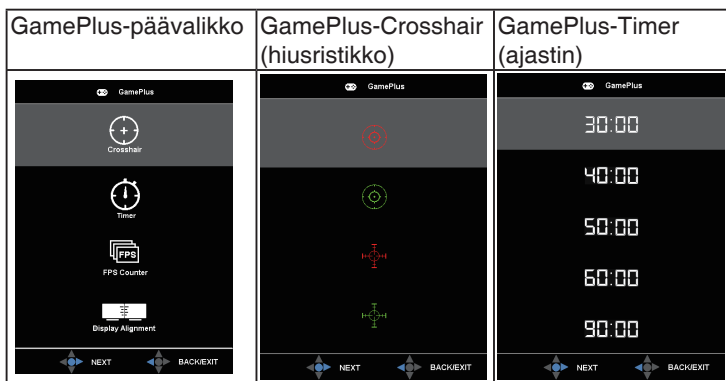 GamePlus-päävalikko
GamePlus-Crosshair
(hiusristikko)
GamePlus-Timer
(ajastin)
GamePlus
Crosshair
Timer
FPS
FPS Counter
Display Alignment
NEXT
BACK/EXIT
GamePlus
NEXT
BACK/EXIT
GamePlus
30:00
40:00
50:00
60:00
90:00
NEXT
BACK/EXIT